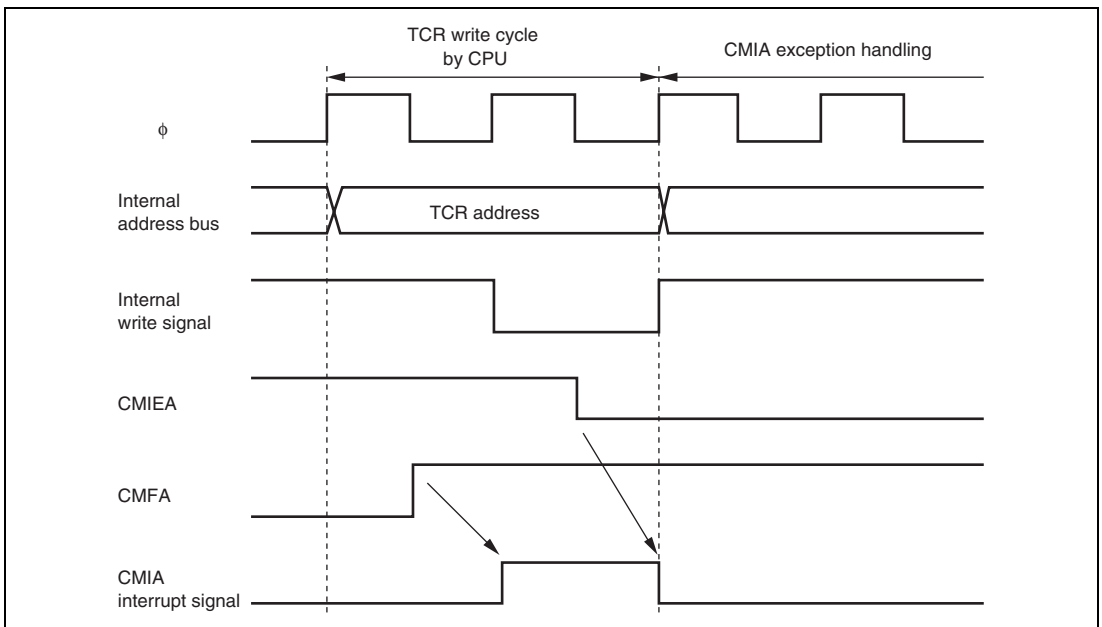 TCR write cycle
by CPU
CMIA exception handling
ϕ
Internal
address bus
TCR address
Internal
write signal
CMIEA
CMFA
CMIA
interrupt signal